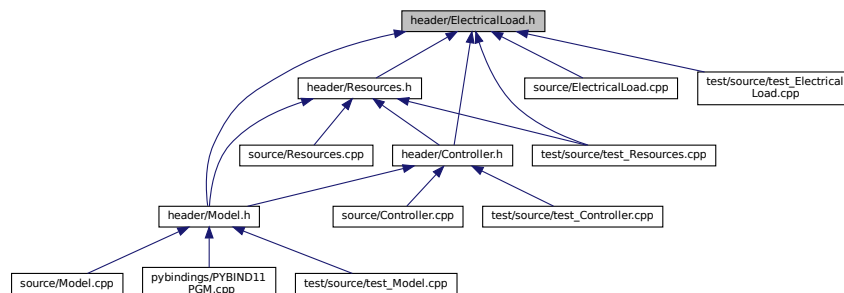 header/ElectricalLoad.h
header/Resources.h
source/ElectricalLoad.cpp
test/source/test_Electrical
Load.cpp
source/Resources.cpp
header/Controller.h
test/source/test_Resources.cpp
header/Model.h
source/Controller.cpp
test/source/test_Controller.cpp
source/Model.cpp
pybindings/PYBIND11
PGM.cpp
test/source/test_Model.cpp